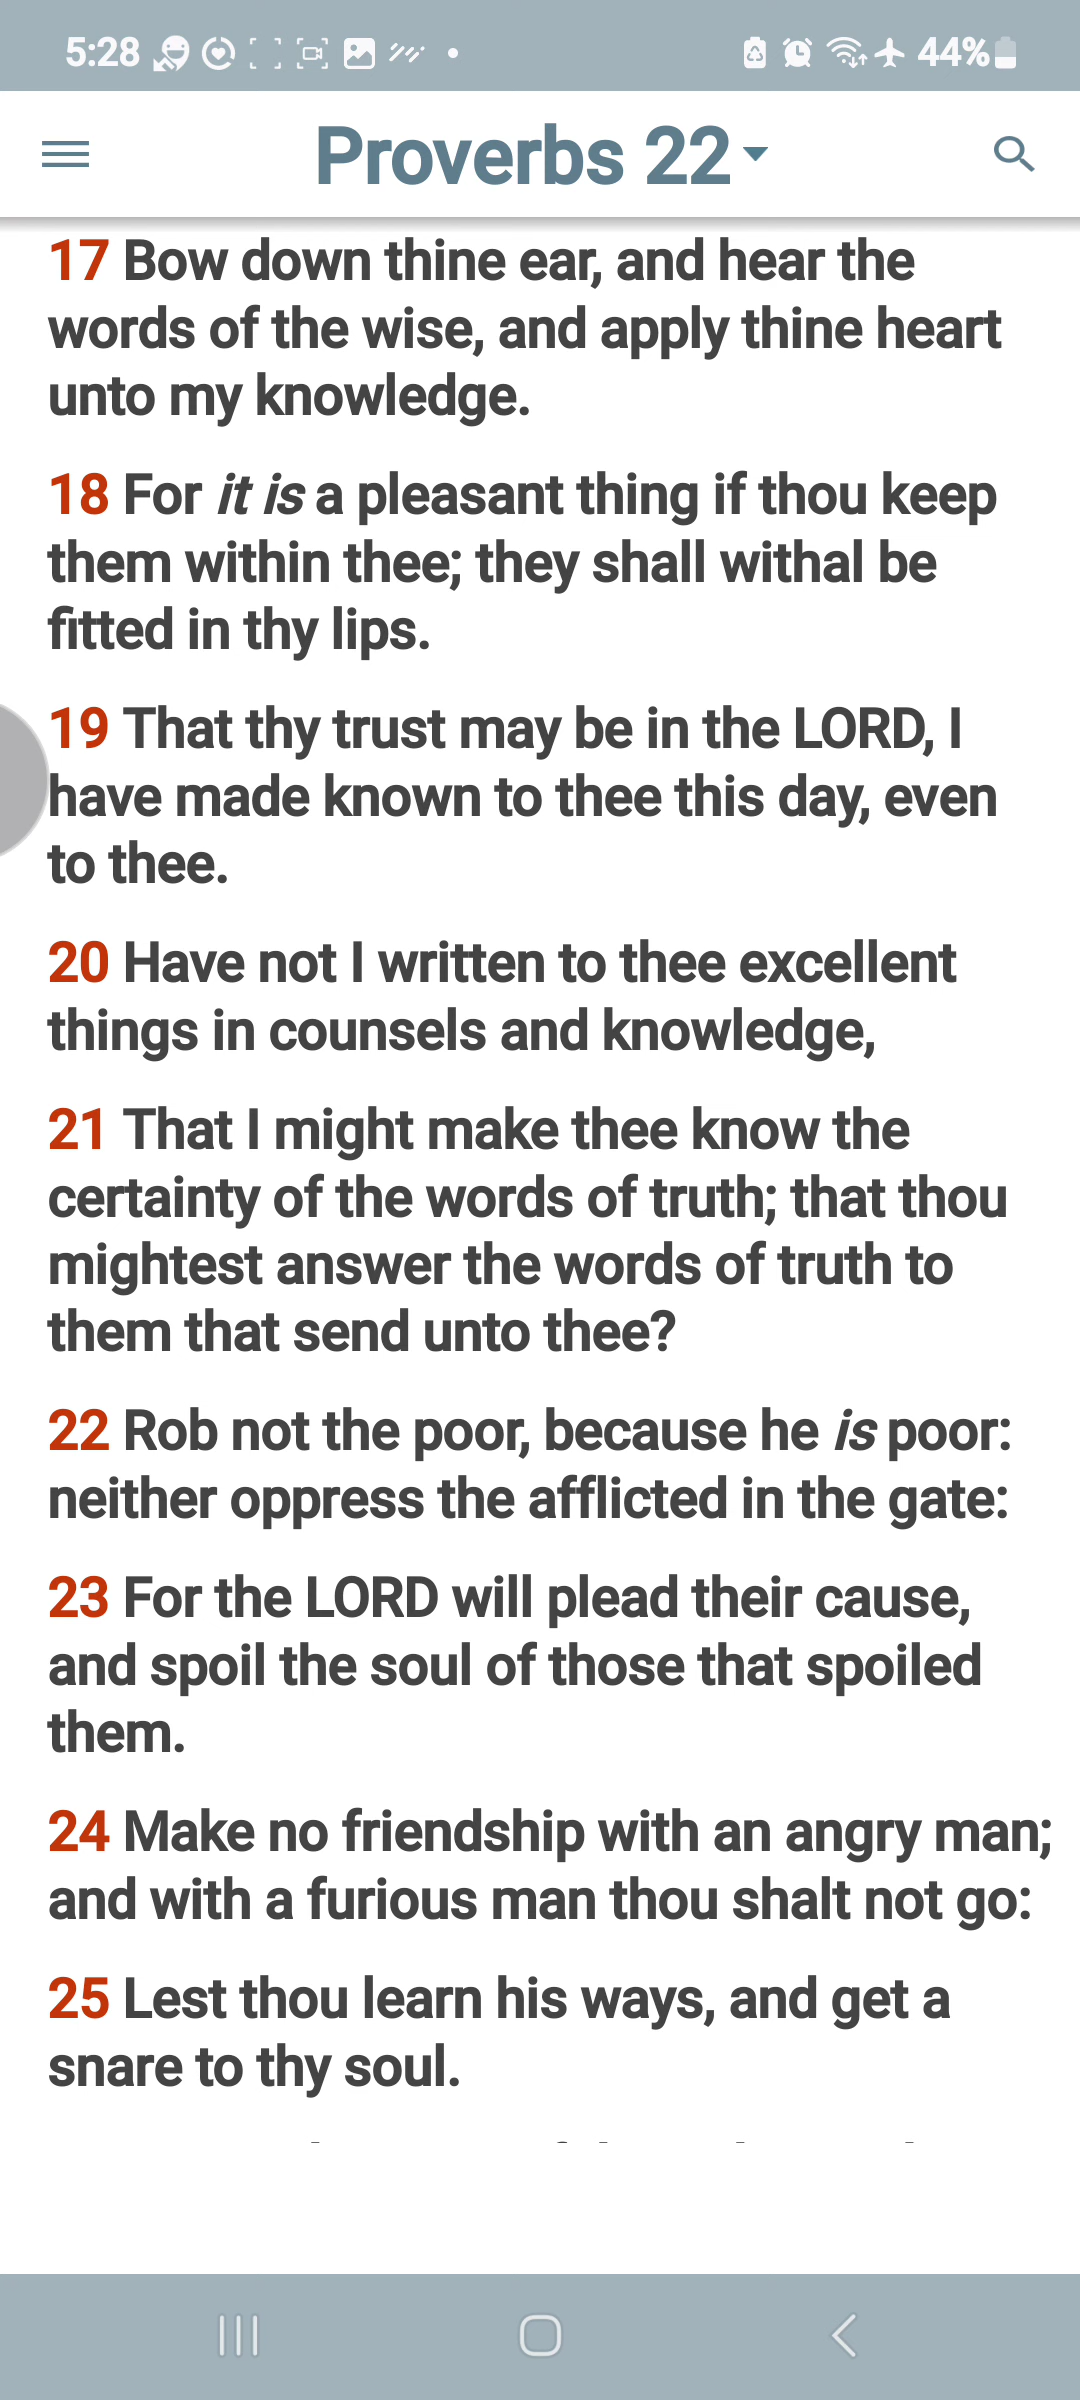 5:28
44%
Proverbs 22
17 Bow down thine ear, and hear the
words of the wise, and apply thine heart
unto my knowledge.
18 For it is a pleasant thing if thou keep
them within thee; they shall withal be
fitted in thy lips.
19 That thy trust may be in the LORD, I
have made known to thee this day, even
to thee.
20 Have not I written to thee excellent
things in counsels and knowledge,
21 That I might make thee know the
certainty of the words of truth; that thou
mightest answer the words of truth to
them that send unto thee?
22 Rob not the poor, because he is poor:
neither oppress the afflicted in the gate:
23 For the LORD will plead their cause,
and spoil the soul of those that spoiled
them.
24 Make no friendship with an angry man;
and with a furious man thou shalt not go:
25 Lest thou learn his ways, and get a
snare to thy soul.